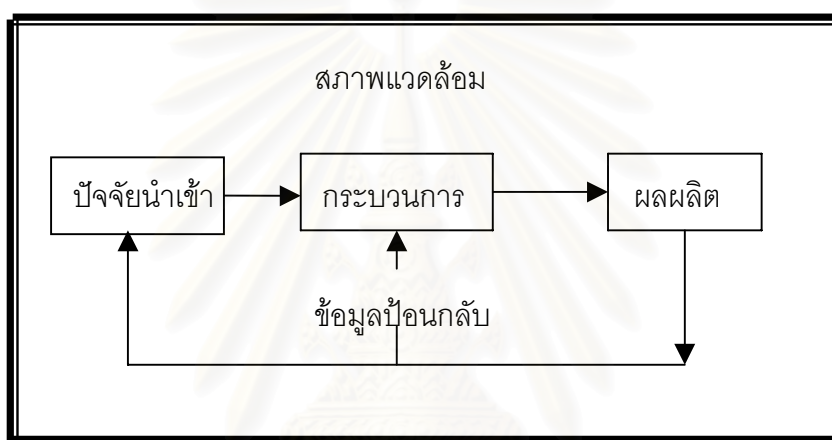 สภาพแวดล้อม
ปัจจัยนำเข้า
กระบวนการ
ผลผลิต
ข้อมูลป้อนกลับ